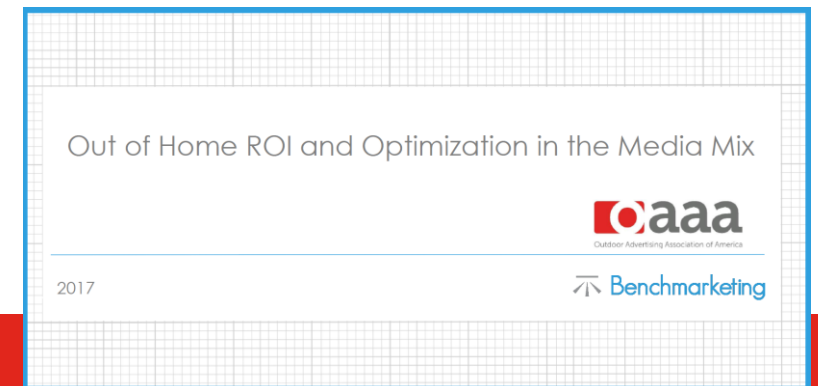 Out of Home ROI and Optimization in the Media Mix
oaaa
Outdoor Advertising Association of America
2017
Benchmarketing